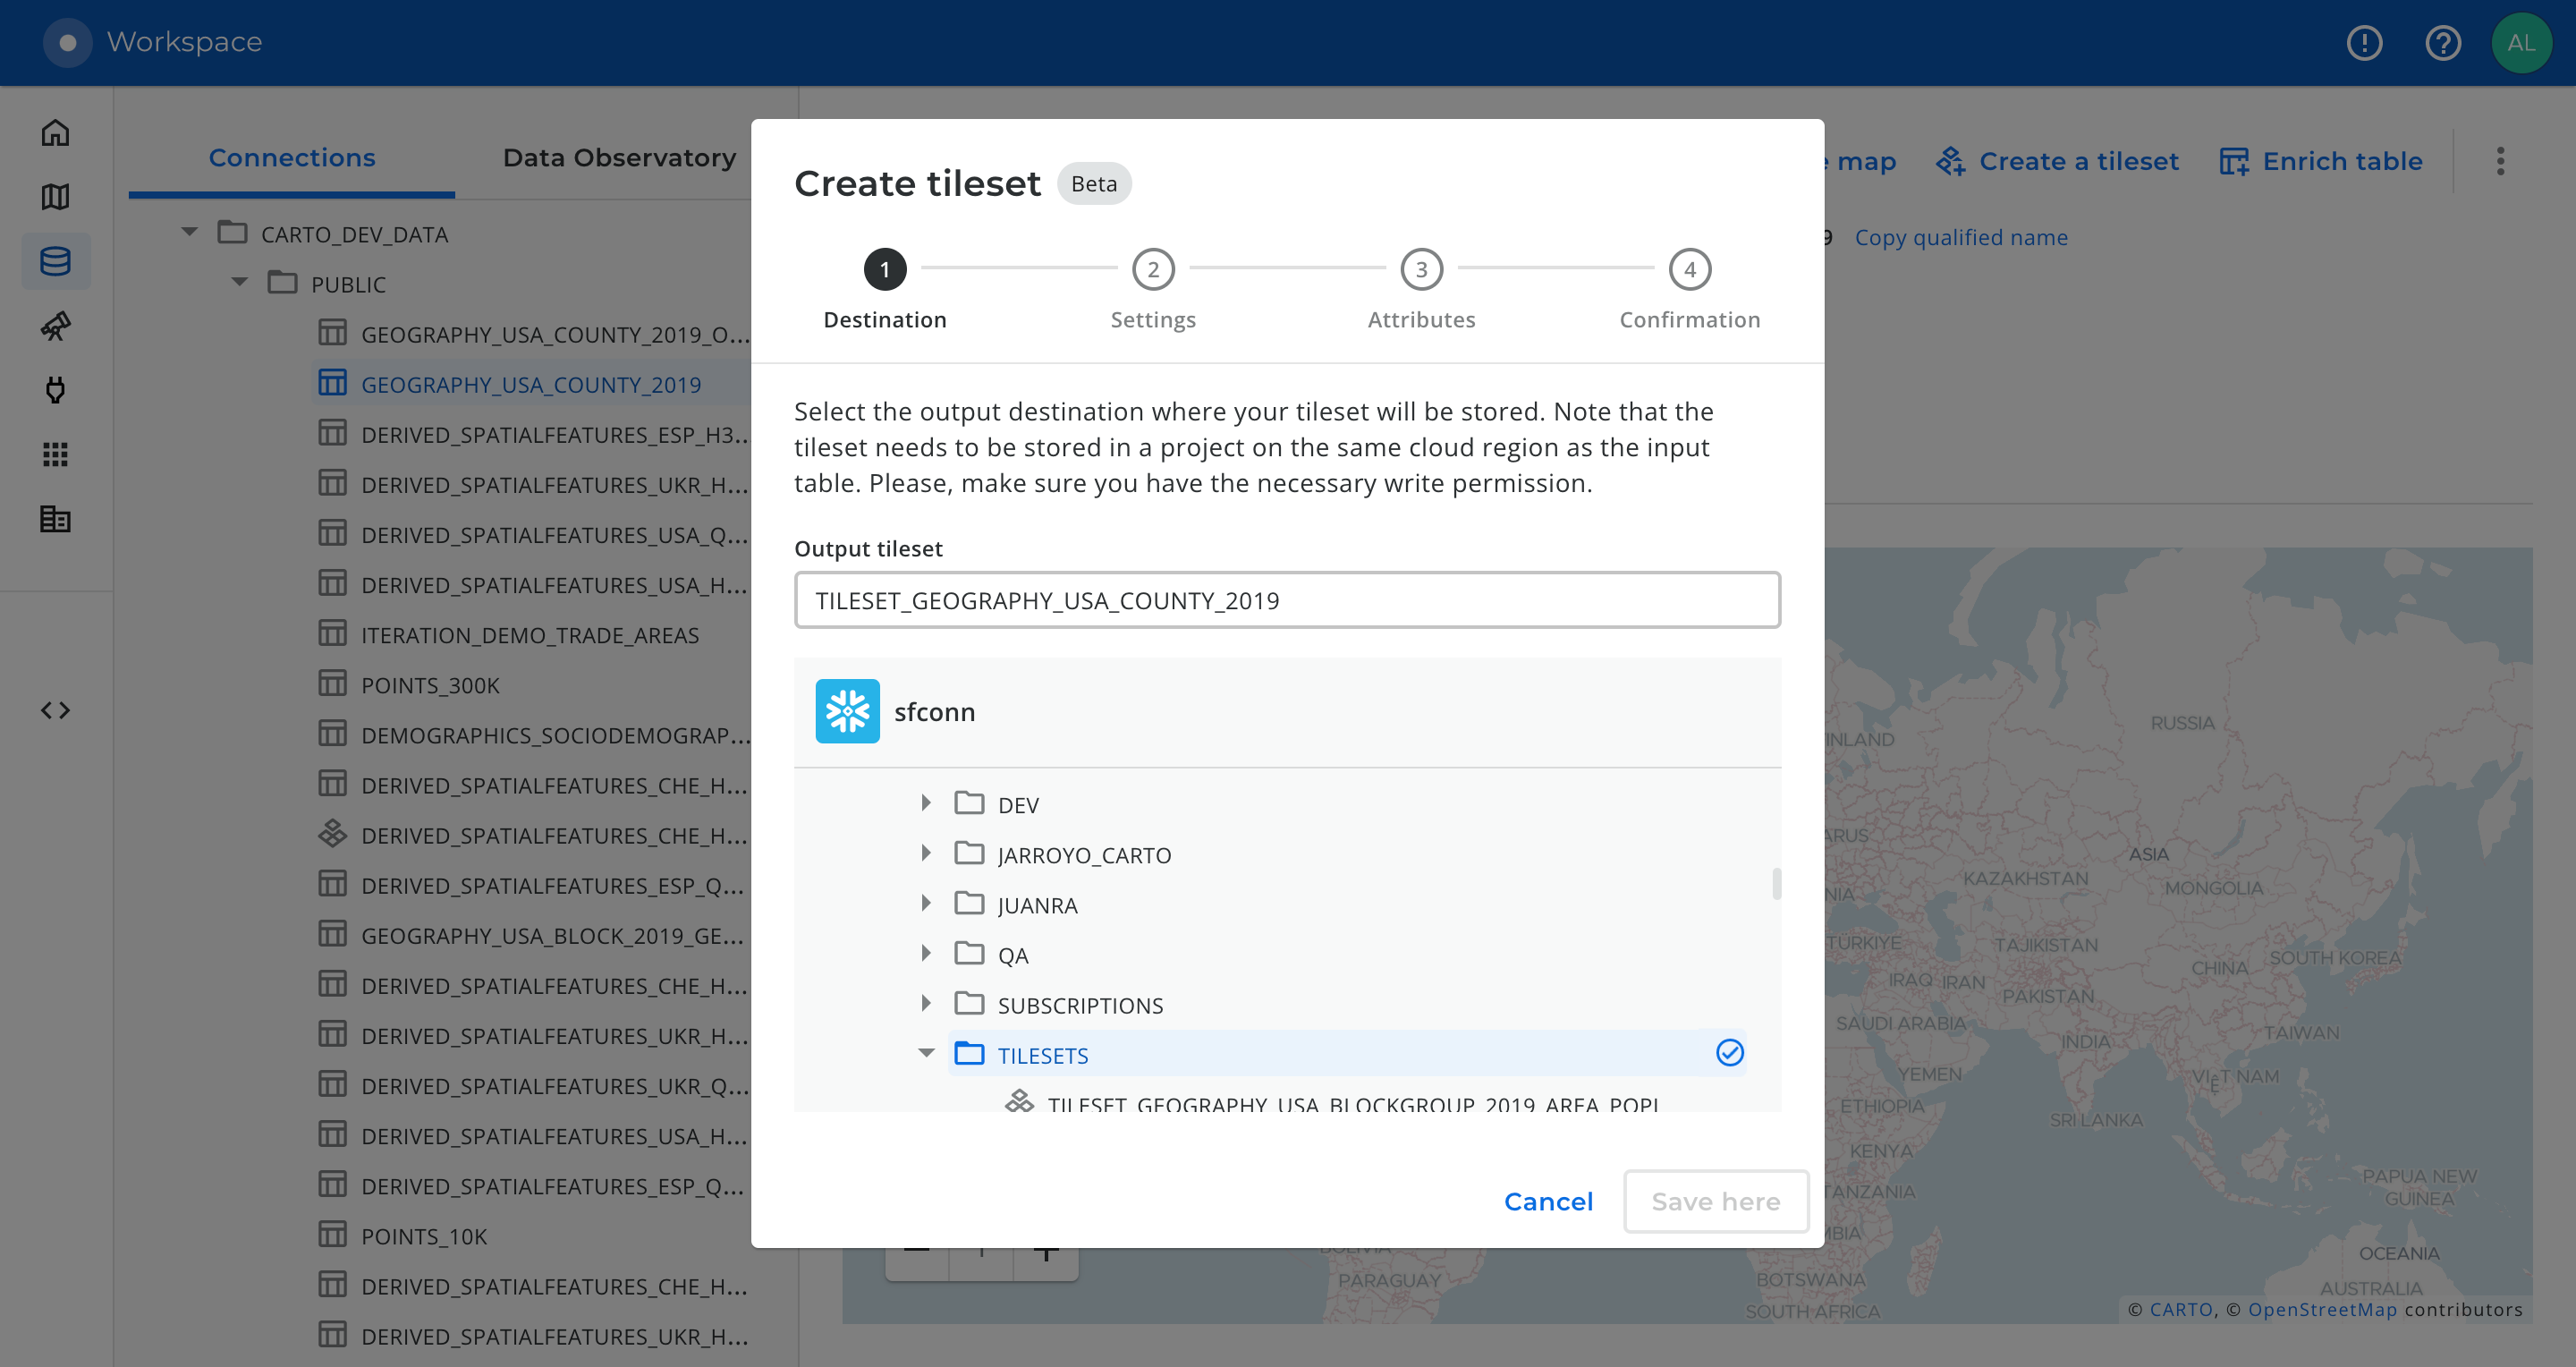 Workspace
AL
Connections
Data Observatory
CARTO_DEV_DATA
PUBLIC
GEOGRAPHY_USA_COUNTY_2019_O...
GEOGRAPHY_USA_COUNTY_2019
DERIVED_SPATIALFEATURES_ESP_H3...
DERIVED_SPATIALFEATURES_UKR_H...
DERIVED_SPATIALFEATURES_USA_Q...
DERIVED_SPATIALFEATURES_USA_H...
ITERATION_DEMO_TRADE_AREAS
POINTS_300K
DEMOGRAPHICS_SOCIODEMOGRAP...
DERIVED_SPATIALFEATURES_CHE_H...
DERIVED_SPATIALFEATURES_CHE_H...
DERIVED_SPATIALFEATURES_ESP_Q...
GEOGRAPHY_USA_BLOCK_2019_GE...
DERIVED_SPATIALFEATURES_CHE_H...
DERIVED_SPATIALFEATURES_UKR_H...
DERIVED_SPATIALFEATURES_UKR_Q...
DERIVED_SPATIALFEATURES_USA_H...
DERIVED_SPATIALFEATURES_ESP_Q...
POINTS_10K
DERIVED_SPATIALFEATURES_CHE_H...
DERIVED_SPATIALFEATURES_UKR_H...
map
Create a tileset
Enrich table
9 Copy qualified name
Create tileset Beta
1 2 3 4
Destination Settings Attributes Confirmation
Select the output destination where your tileset will be stored. Note that the
tileset needs to be stored in a project on the same cloud region as the input
table. Please, make sure you have the necessary write permission.
Output tileset
TILESET_GEOGRAPHY_USA_COUNTY_2019
sfconn
DEV
JARROYO_CARTO
JUANRA
QA
SUBSCRIPTIONS
TILESETS
TILESET_GEOGRAPHY_USA_BLOCKGROUP_2019_AREA_POPL
Cancel
Save here
RUSSIA
INLAND
ARUS
ASIA
KAZAKHSTAN
MONGOLIA
NIA
TURKIYE
TAJIKISTAN
SOUTH KOREA
CHINA
IRAQ
IRAN
PAKISTAN
SAUDI ARABIA
TAIWAN
INDIA
YEMEN
VIỆT NAM
ETHIOPIA
SRI LANKA
KENYA
PAPUA NEW
GUINEA
TANZANIA
MBIA
BOLIVIA
OCEANIA
PARAGUAY
BOTSWANA
AUSTRALIA
SOUTH AFRICA
© CARTO, © OpenStreetMap contributors